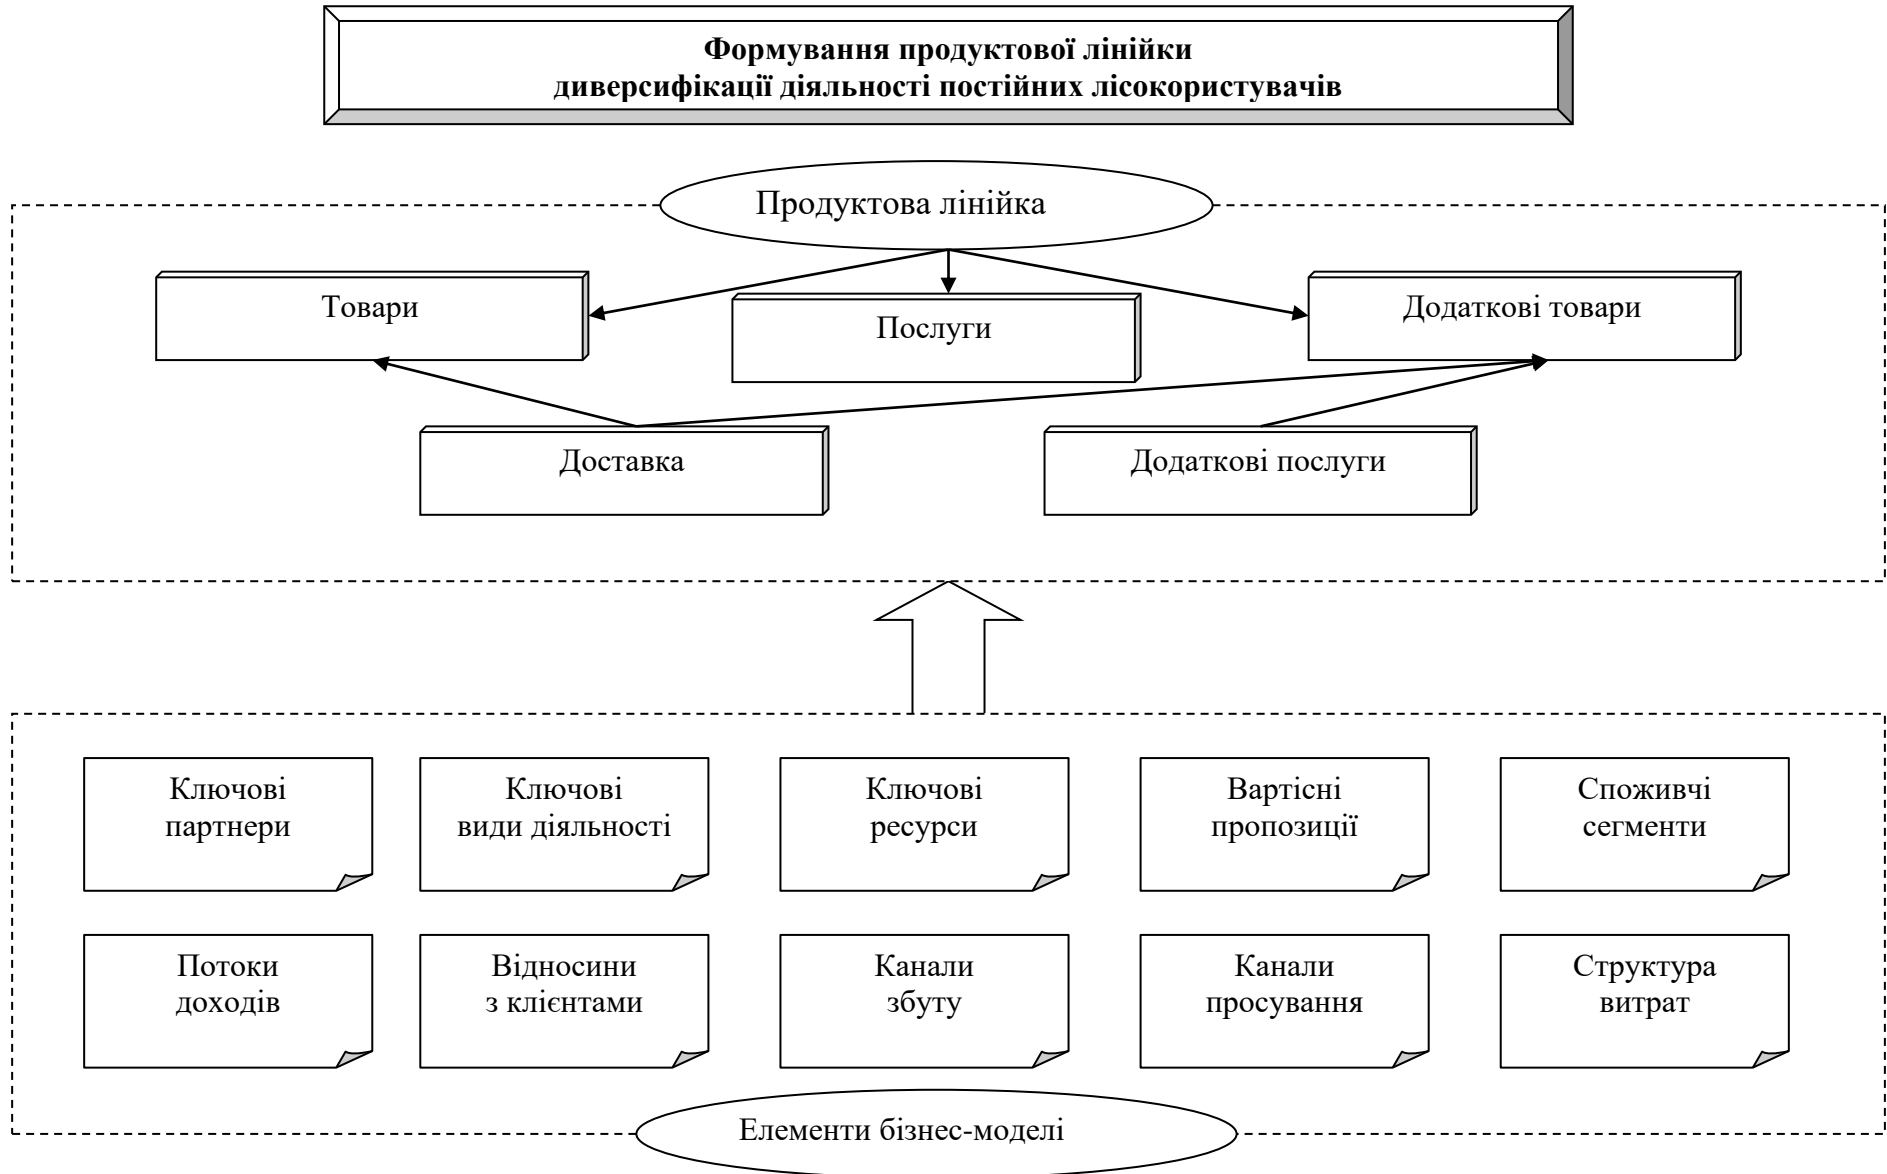 Формування продуктової лінійки
диверсифікації діяльності постійних лісокористувачів
Продуктова лінійка
Товари
Послуги
Додаткові товари
Доставка
Додаткові послуги
Ключові
партнери
Ключові
види діяльності
Ключові
ресурси
Вартісні
пропозиції
Споживчі
сегменти
Потоки
доходів
Відносини
з клієнтами
Канали
збуту
Канали
просування
Структура
витрат
Елементи бізнес-моделі